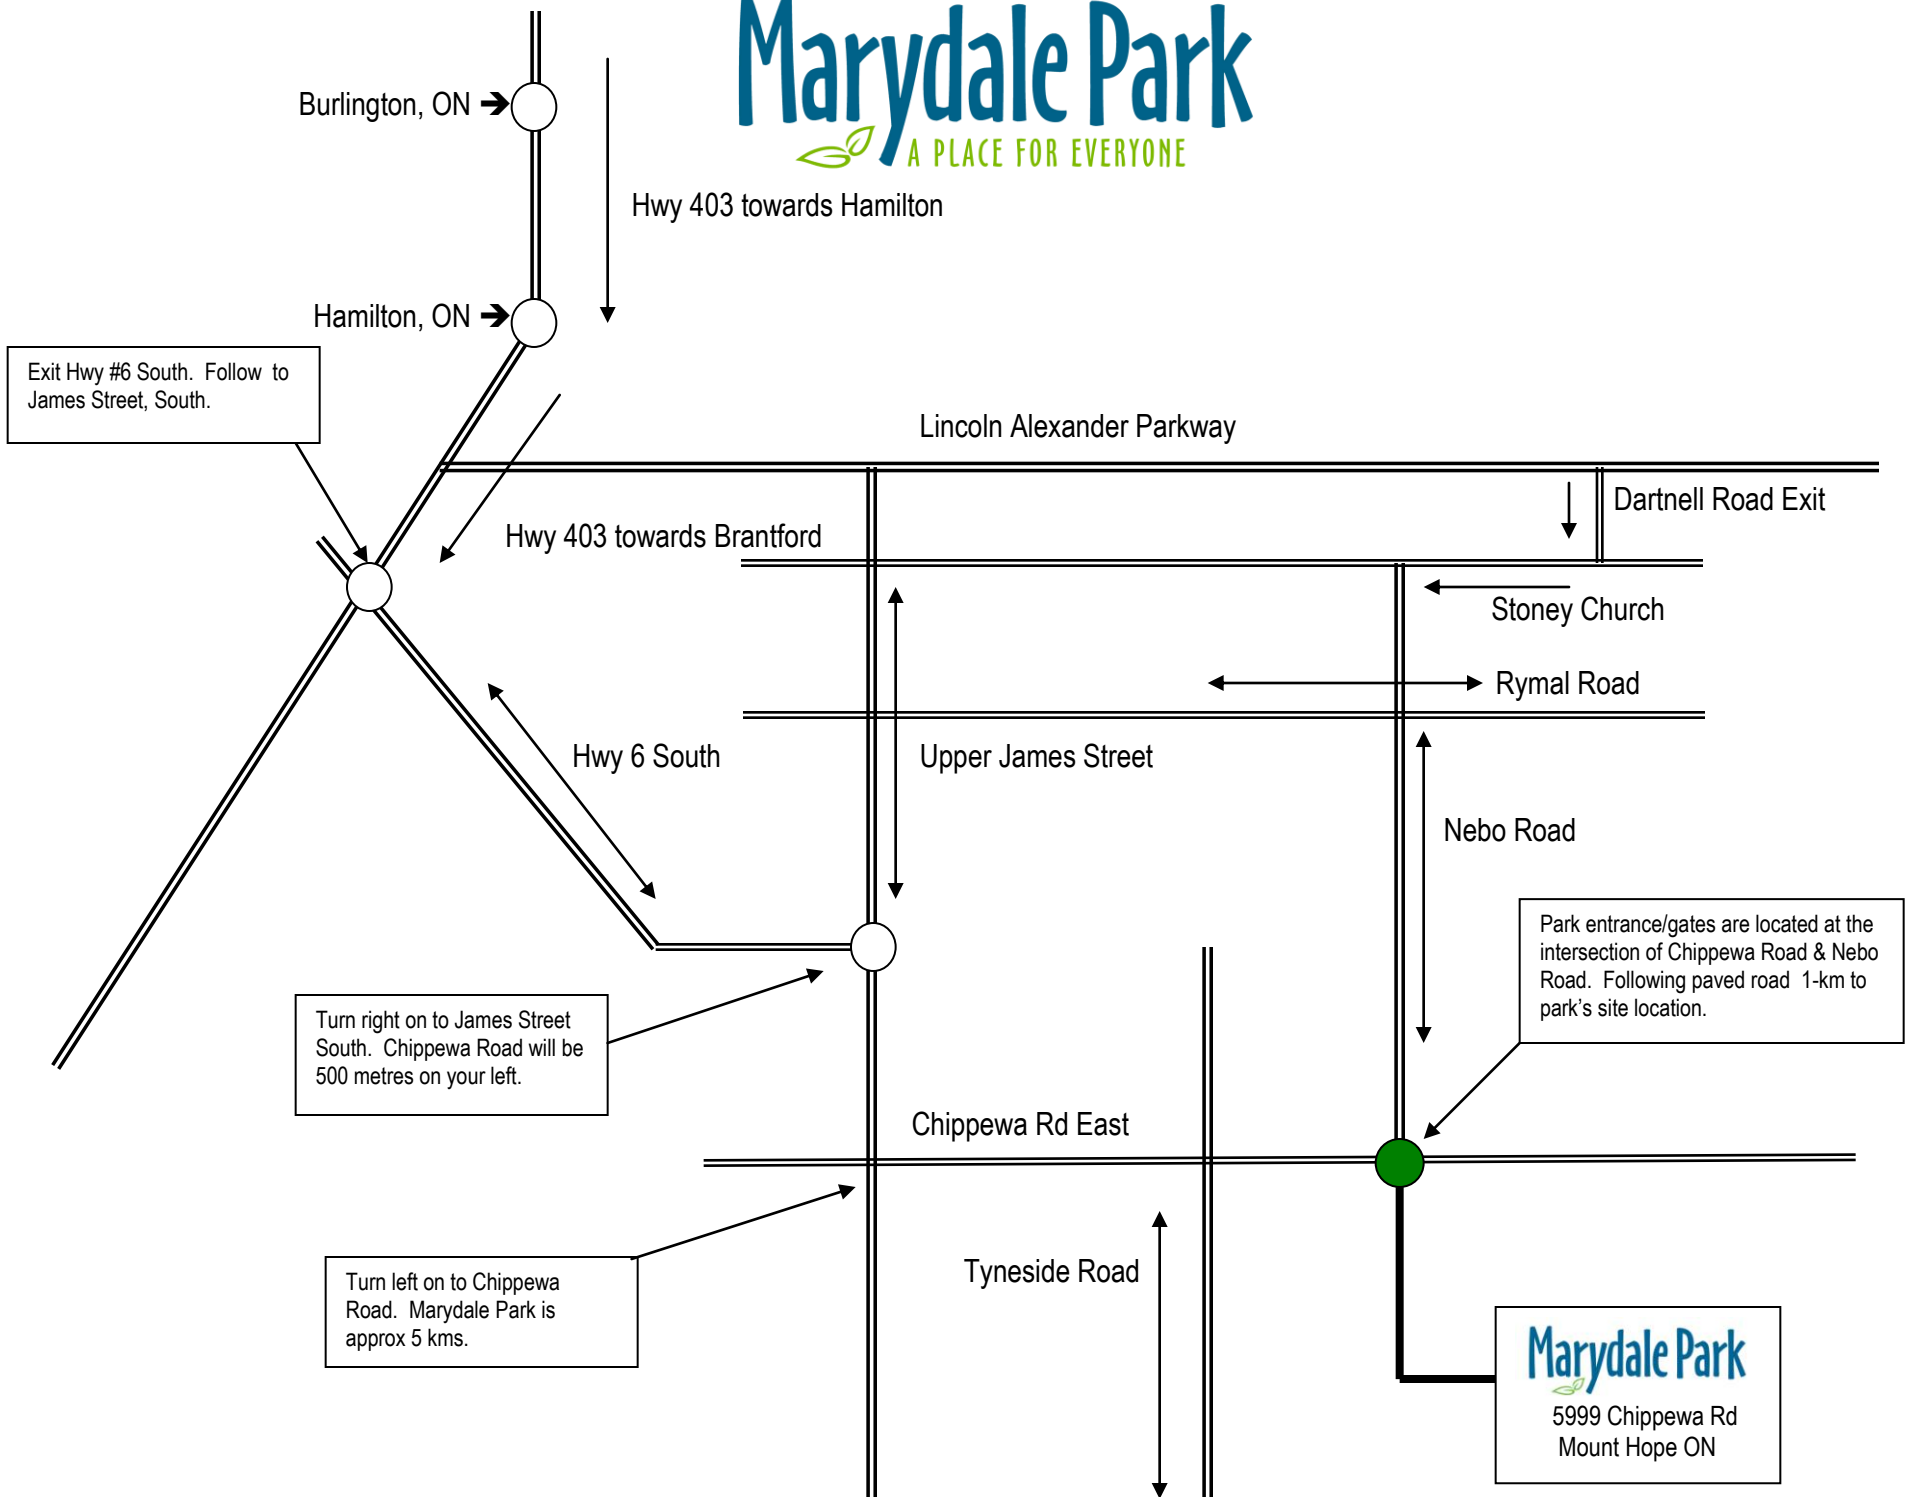 Marydale Park
A PLACE FOR EVERYONE
Burlington, ON ➔
Hwy 403 towards Hamilton
Hamilton, ON ➔
Exit Hwy #6 South. Follow to
James Street, South.
Lincoln Alexander Parkway
Dartnell Road Exit
Hwy 403 towards Brantford
Stoney Church
Rymal Road
Hwy 6 South
Upper James Street
Nebo Road
Park entrance/gates are located at the
intersection of Chippewa Road & Nebo
Road. Following paved road 1-km to
park's site location.
Turn right on to James Street
South. Chippewa Road will be
500 metres on your left.
Chippewa Rd East
Tyneside Road
Turn left on to Chippewa
Road. Marydale Park is
approx 5 kms.
Marydale Park
5999 Chippewa Rd
Mount Hope ON